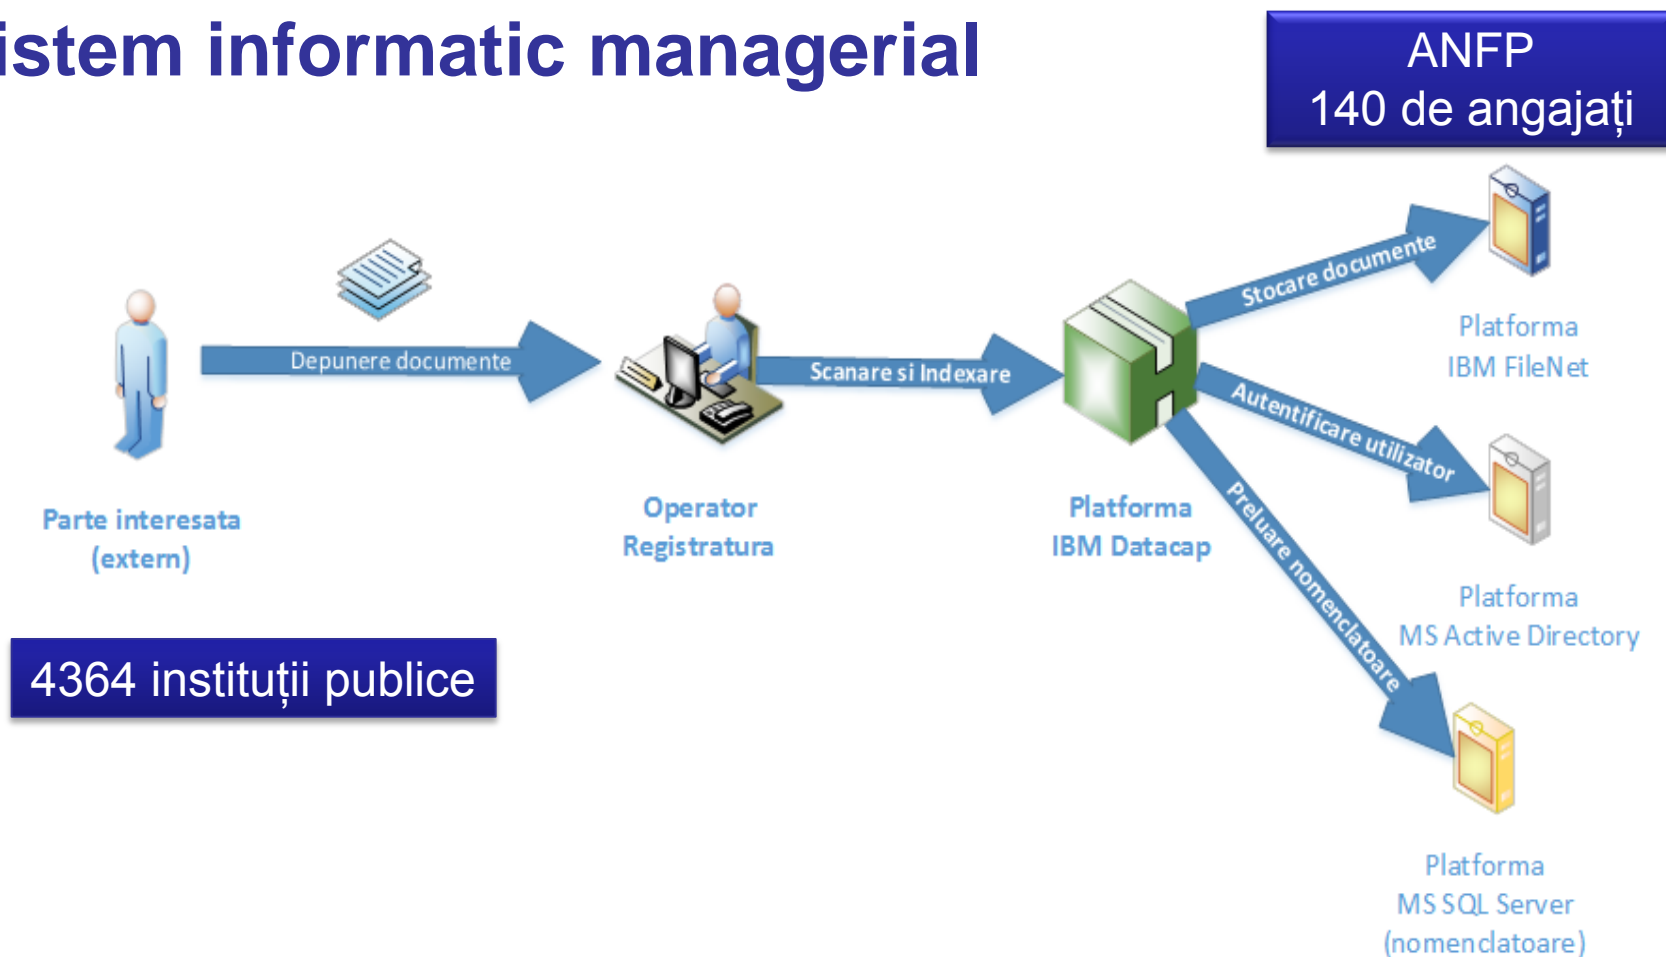 istem informatic managerial
ANFP
140 de angajați
Depunere documente
Scanare si Indexare
Stocare documente
Autentificare utilizator
Preluare nomenclatoare
Platforma
IBM FileNet
Parte interesata
(extern)
Operator
Registratura
Platforma
IBM Datacap
Platforma
MS Active Directory
4364 instituții publice
Platforma
MS SQL Server
(nomenclatoare)